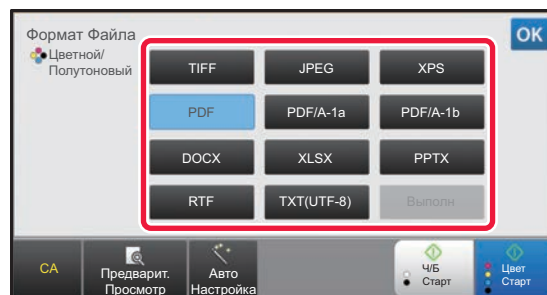 Формат Файла
OK
Цветной/
Полутоновый
TIFF
JPEG
XPS
PDF
PDF/A-1a
PDF/A-1b
DOCX
XLSX
PPTX
RTF
TXT(UTF-8)
Выполн.
CA
Предварит.
Просмотр
Авто
Настройка
Ч/Б
Старт
Цвет
Старт